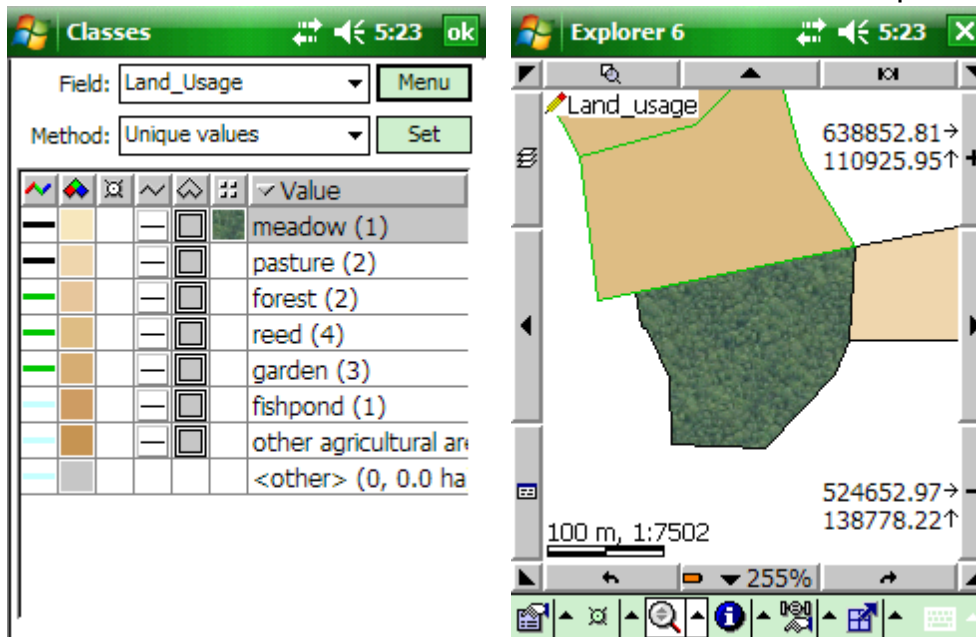 Classes 5:23 ok
Field: Land_Usage Menu
Method: Unique values Set
Value
meadow (1)
pasture (2)
forest (2)
reed (4)
garden (3)
fishpond (1)
other agricultural are
<other> (0, 0.0 ha
Explorer 6 5:23
Land_usage
638852.81
110925.95
524652.97
138778.22
100 m, 1:7502
255%